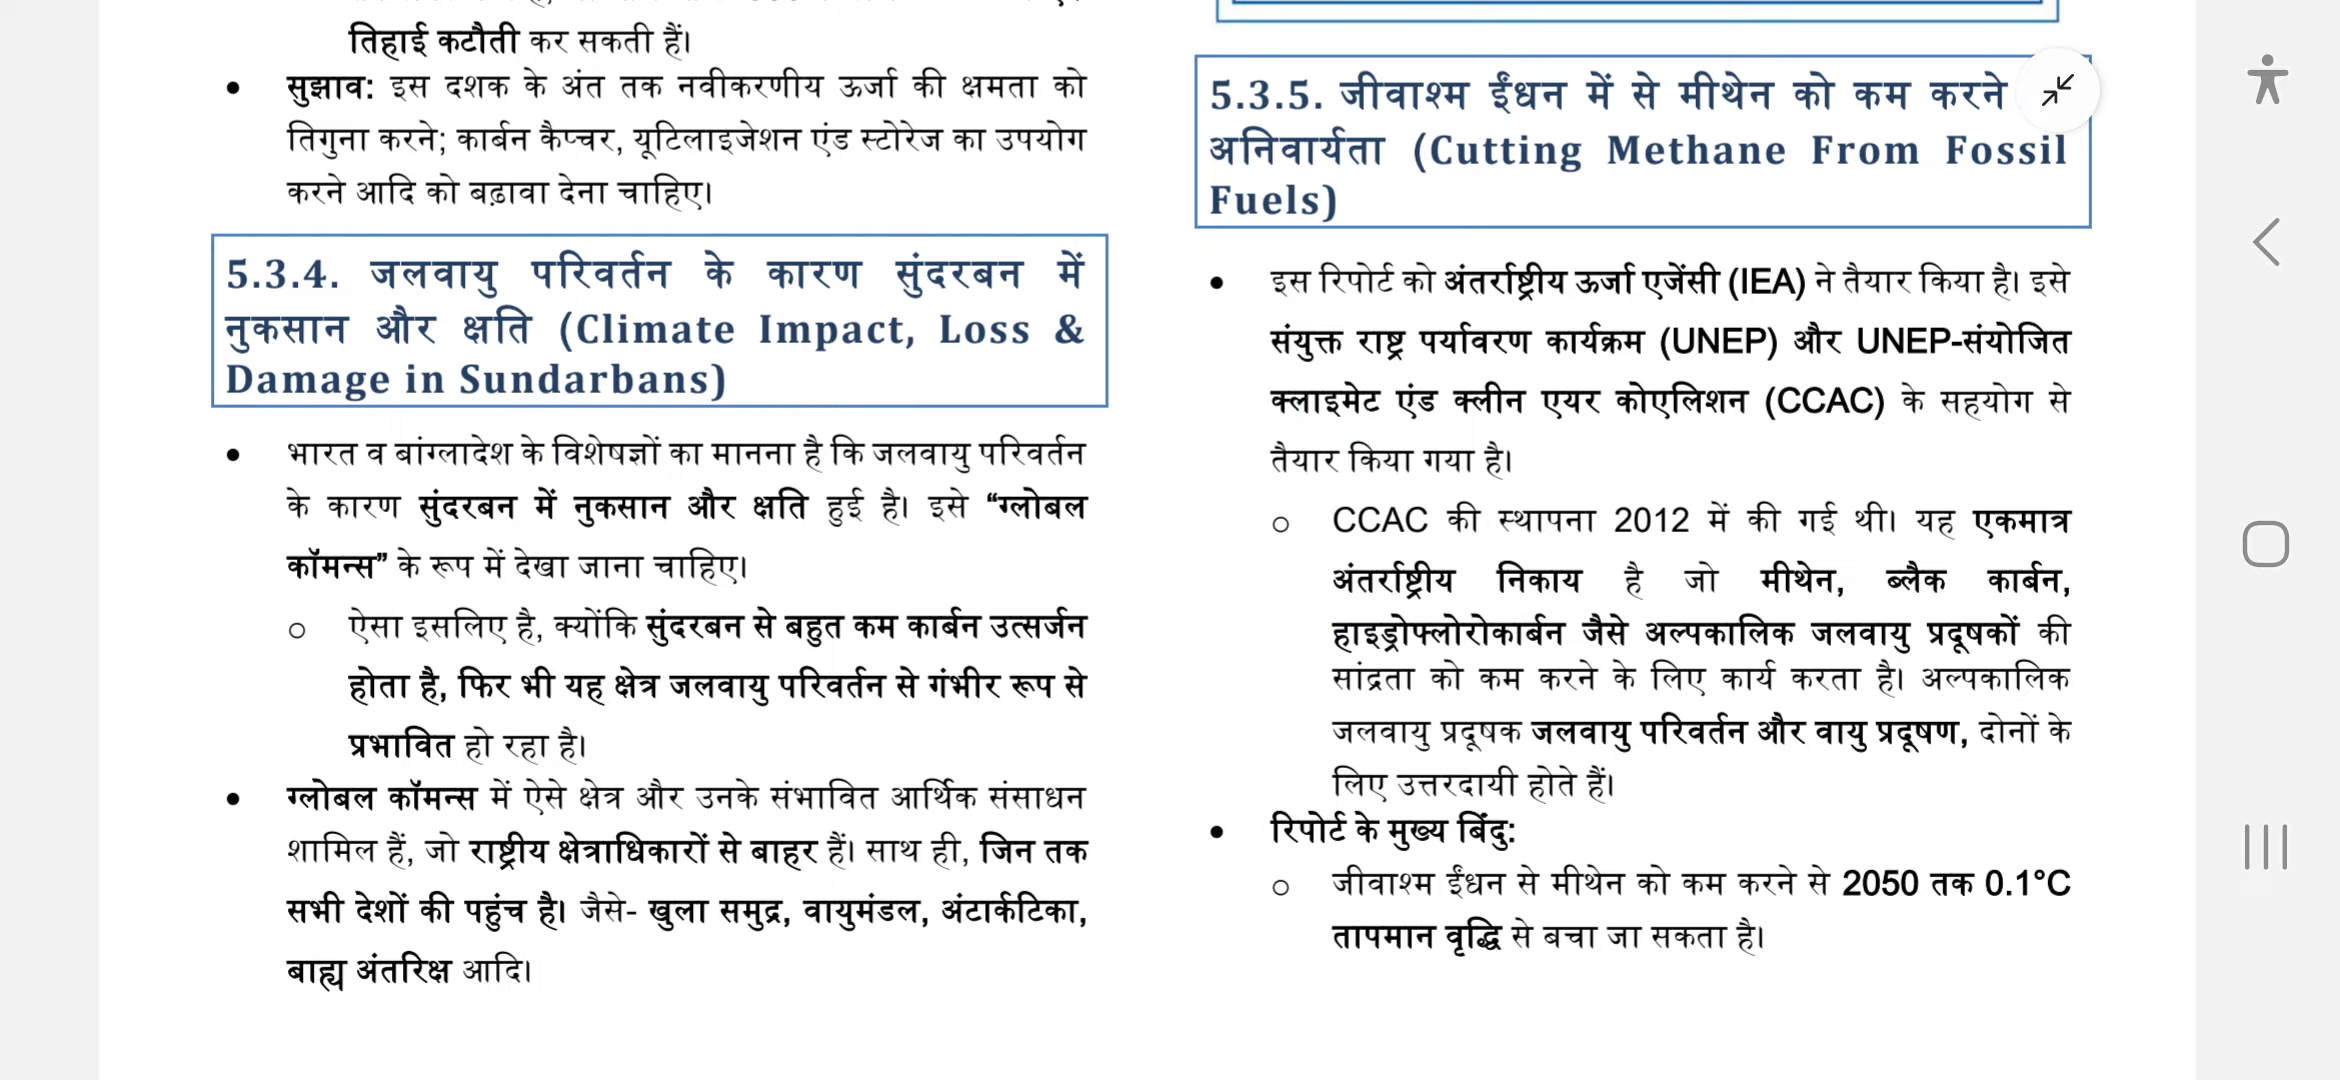 तिहाई कटौती कर सकती हैं।
• सुझाव: इस दशक के अंत तक नवीकरणीय ऊर्जा की क्षमता को
तिगुना करने; कार्बन कैप्चर, यूटिलाइजेशन एंड स्टोरेज का उपयोग
करने आदि को बढ़ावा देना चाहिए।
5.3.4. जलवायु परिवर्तन के कारण सुंदरबन में
नुकसान और क्षति (Climate Impact, Loss &
Damage in Sundarbans)
• भारत व बांग्लादेश के विशेषज्ञों का मानना है कि जलवायु परिवर्तन
के कारण सुंदरबन में नुकसान और क्षति हुई है। इसे “ग्लोबल
कॉमन्स” के रूप में देखा जाना चाहिए।
o ऐसा इसलिए है, क्योंकि सुंदरबन से बहुत कम कार्बन उत्सर्जन
होता है, फिर भी यह क्षेत्र जलवायु परिवर्तन से गंभीर रूप से
प्रभावित हो रहा है।
• ग्लोबल कॉमन्स में ऐसे क्षेत्र और उनके संभावित आर्थिक संसाधन
शामिल हैं, जो राष्ट्रीय क्षेत्राधिकारों से बाहर हैं। साथ ही, जिन तक
सभी देशों की पहुंच है। जैसे- खुला समुद्र, वायुमंडल, अंटार्कटिका,
बाह्य अंतरिक्ष आदि।
5.3.5. जीवाश्म ईंधन में से मीथेन को कम करने
अनिवार्यता (Cutting Methane From Fossil
Fuels)
• इस रिपोर्ट को अंतर्राष्ट्रीय ऊर्जा एजेंसी (IEA) ने तैयार किया है। इसे
संयुक्त राष्ट्र पर्यावरण कार्यक्रम (UNEP) और UNEP-संयोजित
क्लाइमेट एंड क्लीन एयर कोएलिशन (CCAC) के सहयोग से
तैयार किया गया है।
o CCAC की स्थापना 2012 में की गई थी। यह एकमात्र
अंतर्राष्ट्रीय निकाय है जो मीथेन, ब्लैक कार्बन,
हाइड्रोफ्लोरोकार्बन जैसे अल्पकालिक जलवायु प्रदूषकों की
सांद्रता को कम करने के लिए कार्य करता है। अल्पकालिक
जलवायु प्रदूषक जलवायु परिवर्तन और वायु प्रदूषण, दोनों के
लिए उत्तरदायी होते हैं।
• रिपोर्ट के मुख्य बिंदु:
o जीवाश्म ईंधन से मीथेन को कम करने से 2050 तक 0.1°C
तापमान वृद्धि से बचा जा सकता है।